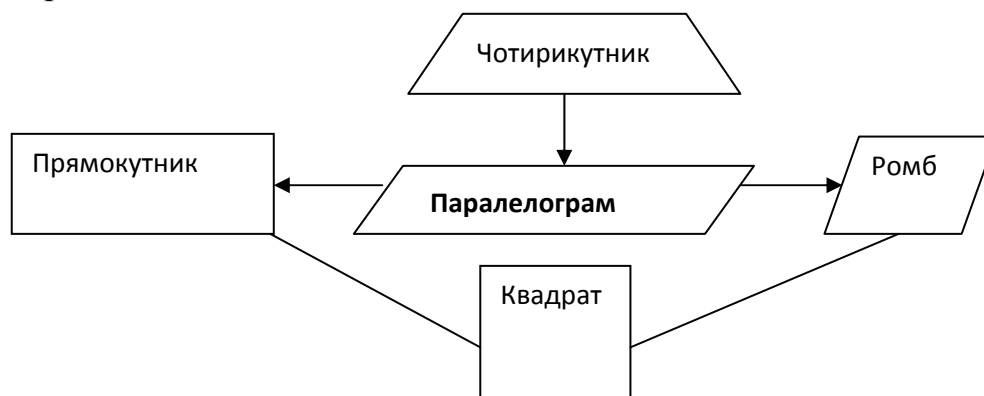 Чотирикутник
Прямокутник
Паралелограм
Ромб
Квадрат